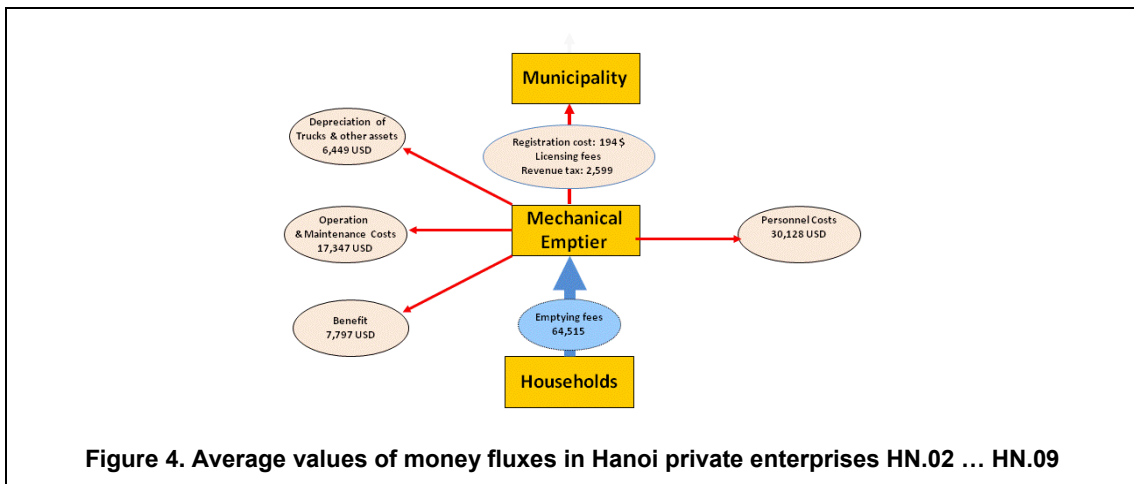 Municipality
Depreciation of
Trucks & other assets
6,449 USD
Registration cost: 194 $
Licensing fees
Revenue tax: 2,599
Operation
& Maintenance Costs
17,347 USD
Mechanical
Emptier
Personnel Costs
30,128 USD
Benefit
7,797 USD
Emptying fees
64,515
Households
Figure 4. Average values of money fluxes in Hanoi private enterprises HN.02 ... HN.09